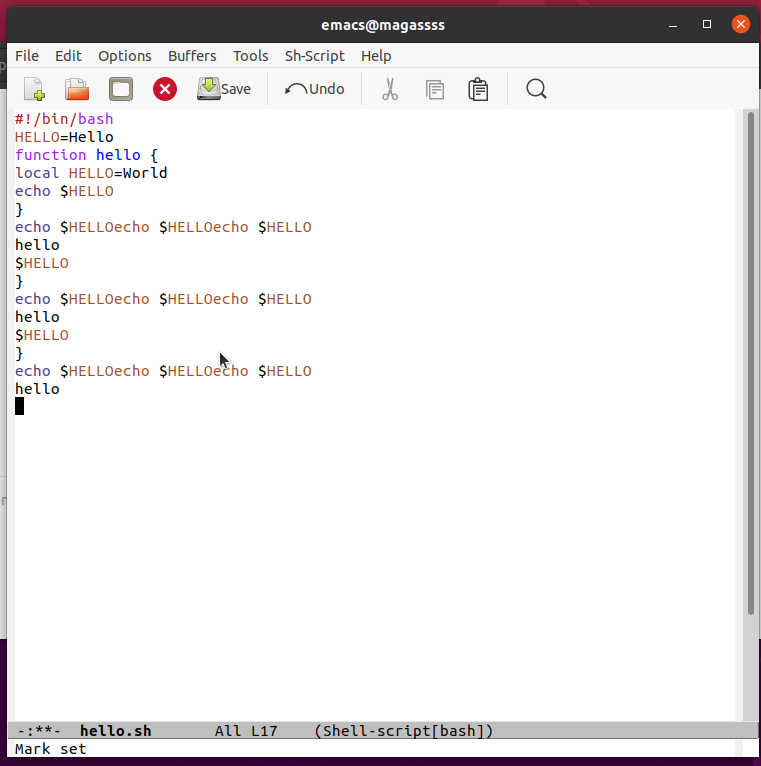 emacs@magassss
File Edit Options Buffers Tools Sh-Script Help
Save Undo
#!/bin/bash
HELLO=Hello
function hello {
local HELLO=World
echo $HELLO
}
echo $HELLOecho $HELLOecho $HELLO
hello
$HELLO
}
echo $HELLOecho $HELLOecho $HELLO
hello
$HELLO
}
echo $HELLOecho $HELLOecho $HELLO
hello
-:**- hello.sh All L17 (Shell-script[bash])
Mark set